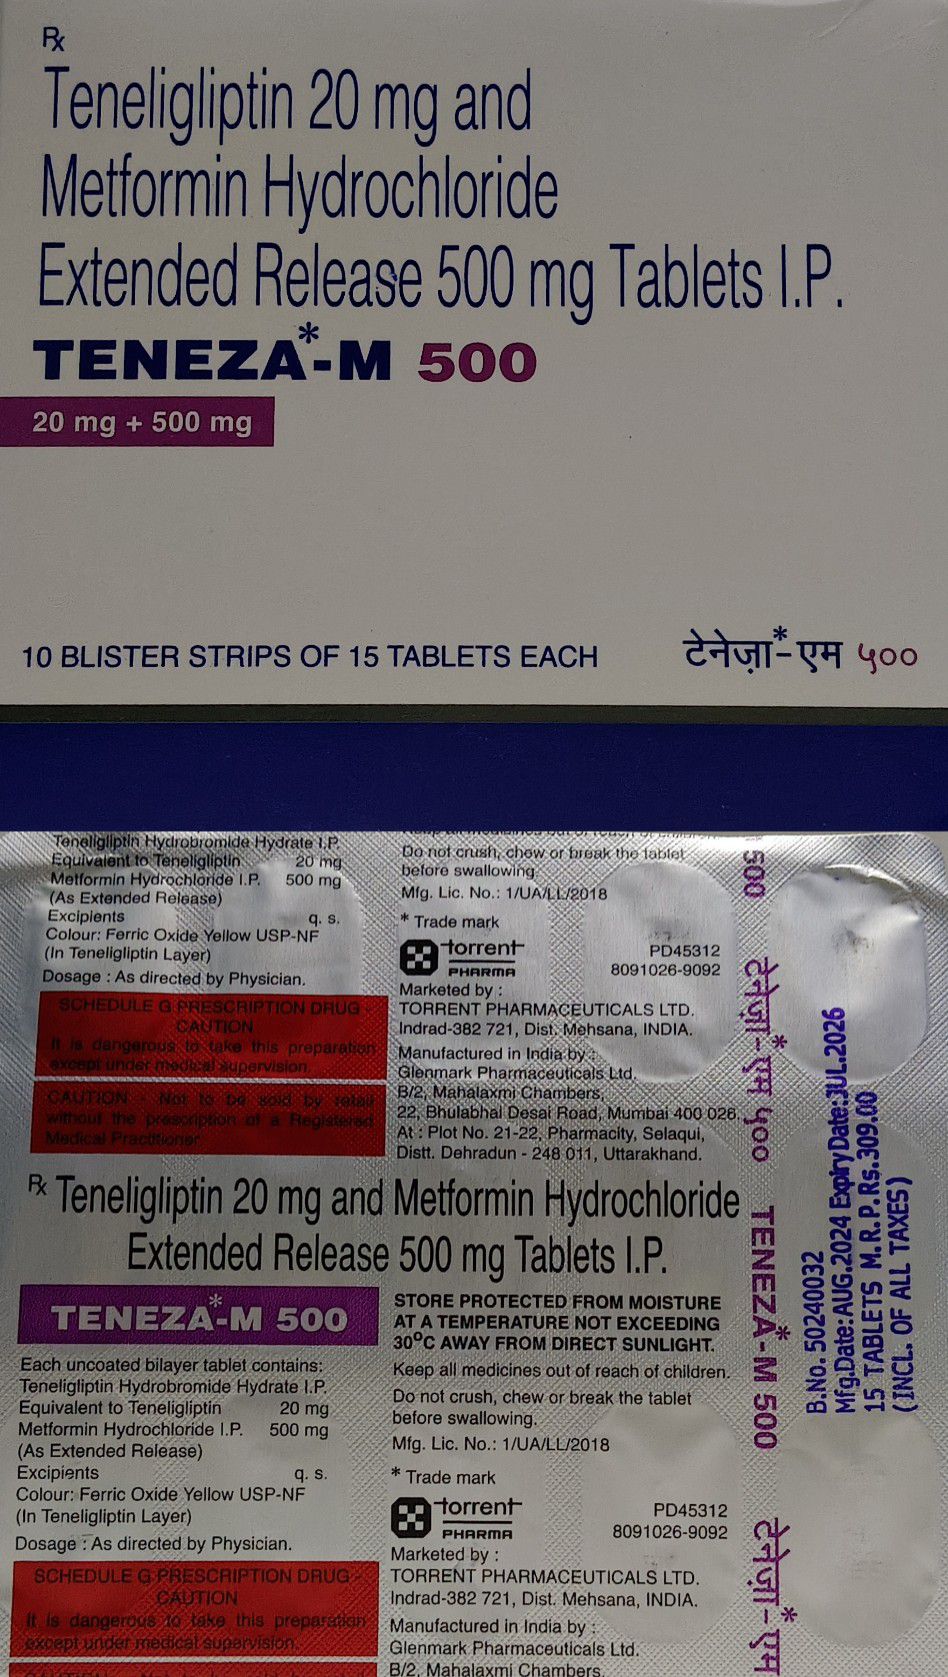 Rx
Teneligliptin 20 mg and
Metformin Hydrochloride
Extended Release 500 mg Tablets I.P.
TENEZA*-M 500
20 mg + 500 mg
10 BLISTER STRIPS OF 15 TABLETS EACH
टेनेज़ा*-एम ५००
Teneligliptin Hydrobromide Hydrate I.P.
Equivalent to Teneligliptin 20 mg
Metformin Hydrochloride I.P. 500 mg
(As Extended Release)
Excipients q. s.
Colour: Ferric Oxide Yellow USP-NF
(In Teneligliptin Layer)
Dosage : As directed by Physician.
SCHEDULE G PRESCRIPTION DRUG -
CAUTION
It is dangerous to take this preparation
except under medical supervision.
CAUTION - Not to be sold by retail
without the prescription of a Registered
Medical Practitioner.
Keep all medicines out of reach of children.
Do not crush, chew or break the tablet
before swallowing.
Mfg. Lic. No.: 1/UA/LL/2018
* Trade mark
torrent
PHARMA
PD45312
8091026-9092
Marketed by :
TORRENT PHARMACEUTICALS LTD.
Indrad-382 721, Dist. Mehsana, INDIA.
Manufactured in India by :
Glenmark Pharmaceuticals Ltd.
B/2, Mahalaxmi Chambers,
22, Bhulabhai Desai Road, Mumbai 400 026.
At : Plot No. 21-22, Pharmacity, Selaqui,
Distt. Dehradun - 248 011, Uttarakhand.
Rx Teneligliptin 20 mg and Metformin Hydrochloride
Extended Release 500 mg Tablets I.P.
TENEZA*-M 500
Each uncoated bilayer tablet contains:
Teneligliptin Hydrobromide Hydrate I.P.
Equivalent to Teneligliptin 20 mg
Metformin Hydrochloride I.P. 500 mg
(As Extended Release)
Excipients q. s.
Colour: Ferric Oxide Yellow USP-NF
(In Teneligliptin Layer)
Dosage : As directed by Physician.
SCHEDULE G PRESCRIPTION DRUG -
CAUTION
It is dangerous to take this preparation
except under medical supervision.
STORE PROTECTED FROM MOISTURE
AT A TEMPERATURE NOT EXCEEDING
30°C AWAY FROM DIRECT SUNLIGHT.
Keep all medicines out of reach of children.
Do not crush, chew or break the tablet
before swallowing.
Mfg. Lic. No.: 1/UA/LL/2018
* Trade mark
torrent
PHARMA
PD45312
8091026-9092
Marketed by :
TORRENT PHARMACEUTICALS LTD.
Indrad-382 721, Dist. Mehsana, INDIA.
Manufactured in India by :
Glenmark Pharmaceuticals Ltd.
B/2, Mahalaxmi Chambers,
500
टेनेज़ा*-एम ५००
TENEZA*-M 500
टेनेज़ा*-एम
B.No. 50240032
Mfg.Date:AUG.2024 ExpiryDate:JUL.2026
15 TABLETS M.R.P.Rs.309.00
(INCL. OF ALL TAXES)